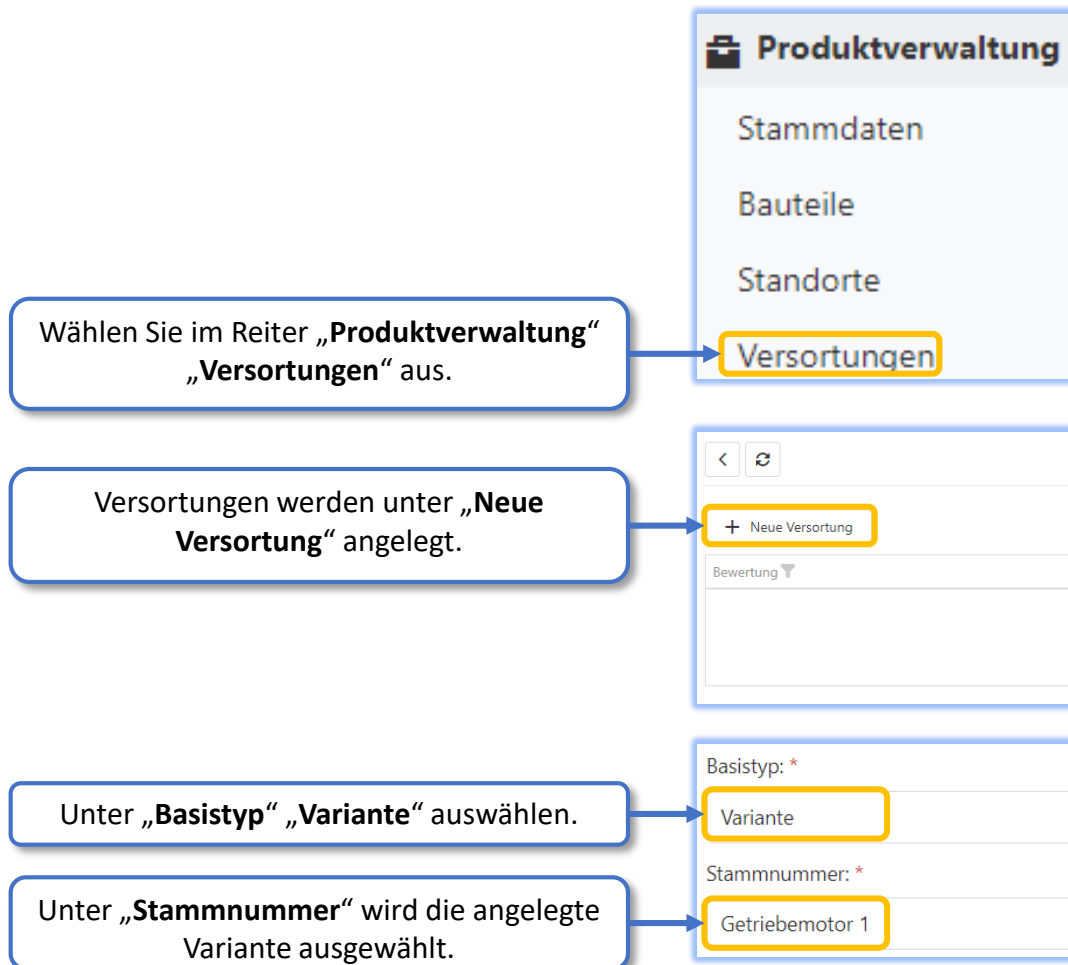 Produktverwaltung
Stammdaten
Bauteile
Standorte
Wählen Sie im Reiter „Produktverwaltung“
„Versortungen“ aus.
Versortungen
Versortungen werden unter „Neue
Versortung“ angelegt.
+ Neue Versortung
Bewertung
Basistyp: *
Unter „Basistyp“ „Variante“ auswählen.
Variante
Stammnummer: *
Unter „Stammnummer“ wird die angelegte
Variante ausgewählt.
Getriebemotor 1